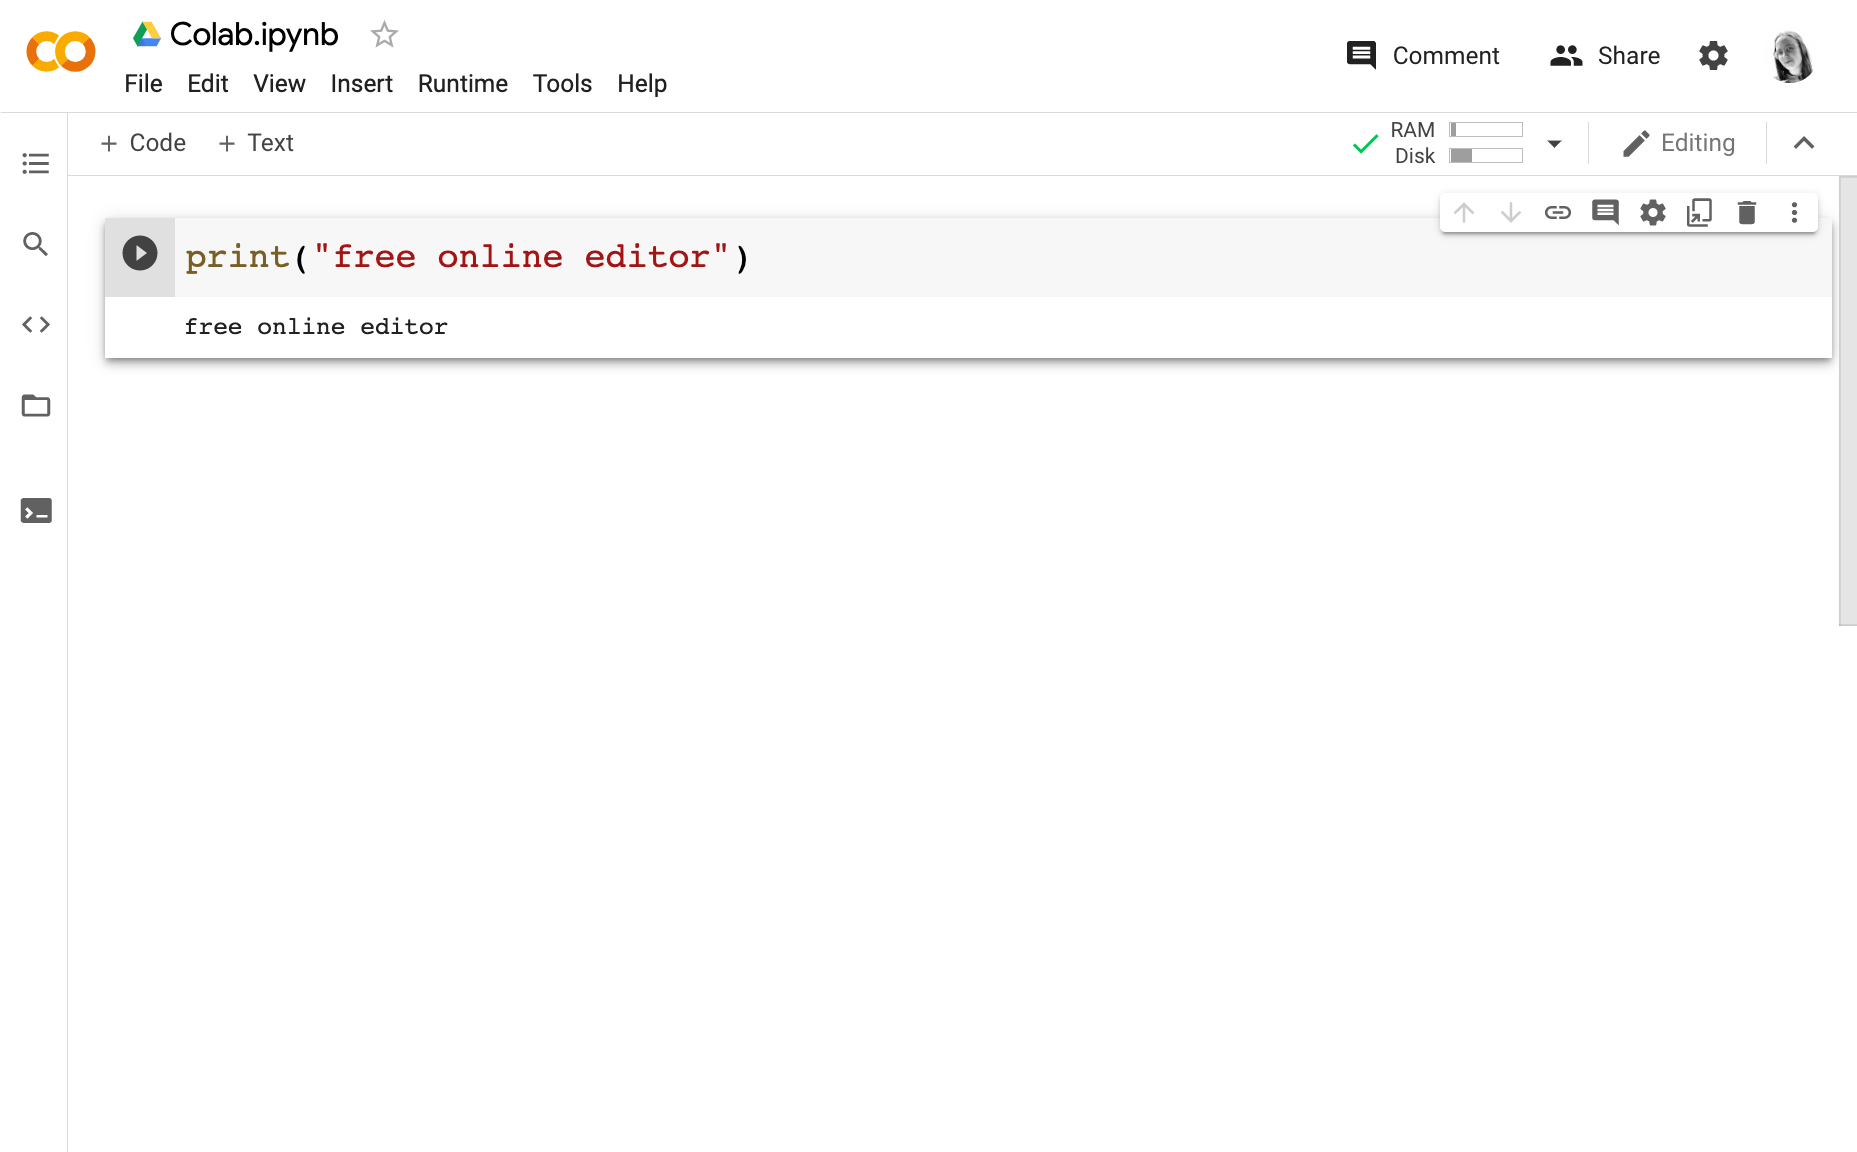 Colab.ipynb
File Edit View Insert Runtime Tools Help
Comment Share
+ Code + Text
RAM
Disk
Editing
print("free online editor")
free online editor